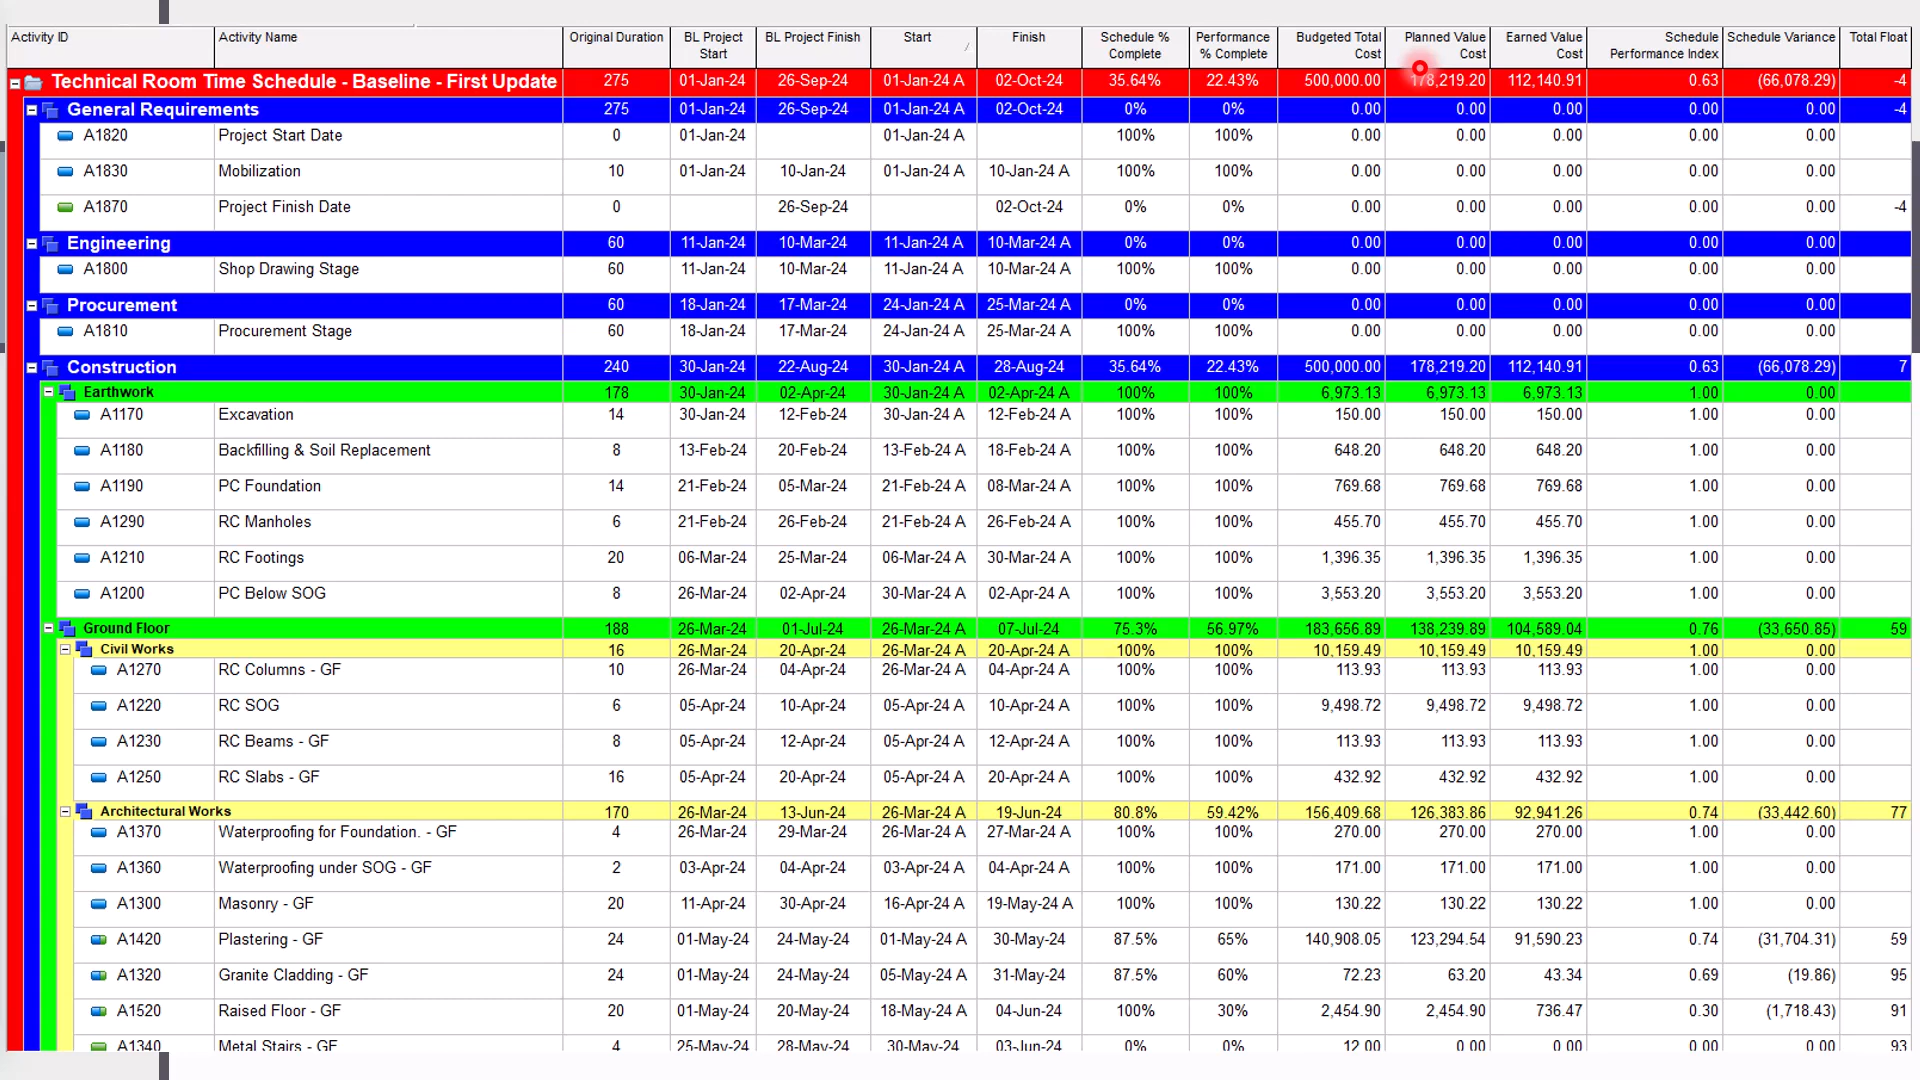 Activity ID Activity Name Original Duration BL Project Start BL Project Finish Start Finish Schedule % Complete Performance % Complete Budgeted Total Cost Planned Value Cost Earned Value Cost Schedule Performance Index Schedule Variance Total Float
Technical Room Time Schedule - Baseline - First Update 275 01-Jan-24 26-Sep-24 01-Jan-24 A 02-Oct-24 35.64% 22.43% 500,000.00 178,219.20 112,140.91 0.63 (66,078.29) -4
General Requirements 275 01-Jan-24 26-Sep-24 01-Jan-24 A 02-Oct-24 0% 0% 0.00 0.00 0.00 0.00 0.00 -4
A1820 Project Start Date 0 01-Jan-24 01-Jan-24 A 100% 100% 0.00 0.00 0.00 0.00 0.00
A1830 Mobilization 10 01-Jan-24 10-Jan-24 01-Jan-24 A 10-Jan-24 A 100% 100% 0.00 0.00 0.00 0.00 0.00
A1870 Project Finish Date 0 26-Sep-24 02-Oct-24 0% 0% 0.00 0.00 0.00 0.00 0.00 -4
Engineering 60 11-Jan-24 10-Mar-24 11-Jan-24 A 10-Mar-24 A 0% 0% 0.00 0.00 0.00 0.00 0.00
A1800 Shop Drawing Stage 60 11-Jan-24 10-Mar-24 11-Jan-24 A 10-Mar-24 A 100% 100% 0.00 0.00 0.00 0.00 0.00
Procurement 60 18-Jan-24 17-Mar-24 24-Jan-24 A 25-Mar-24 A 0% 0% 0.00 0.00 0.00 0.00 0.00
A1810 Procurement Stage 60 18-Jan-24 17-Mar-24 24-Jan-24 A 25-Mar-24 A 100% 100% 0.00 0.00 0.00 0.00 0.00
Construction 240 30-Jan-24 22-Aug-24 30-Jan-24 A 28-Aug-24 35.64% 22.43% 500,000.00 178,219.20 112,140.91 0.63 (66,078.29) 7
Earthwork 178 30-Jan-24 02-Apr-24 30-Jan-24 A 02-Apr-24 A 100% 100% 6,973.13 6,973.13 6,973.13 1.00 0.00
A1170 Excavation 14 30-Jan-24 12-Feb-24 30-Jan-24 A 12-Feb-24 A 100% 100% 150.00 150.00 150.00 1.00 0.00
A1180 Backfilling & Soil Replacement 8 13-Feb-24 20-Feb-24 13-Feb-24 A 18-Feb-24 A 100% 100% 648.20 648.20 648.20 1.00 0.00
A1190 PC Foundation 14 21-Feb-24 05-Mar-24 21-Feb-24 A 08-Mar-24 A 100% 100% 769.68 769.68 769.68 1.00 0.00
A1290 RC Manholes 6 21-Feb-24 26-Feb-24 21-Feb-24 A 26-Feb-24 A 100% 100% 455.70 455.70 455.70 1.00 0.00
A1210 RC Footings 20 06-Mar-24 25-Mar-24 06-Mar-24 A 30-Mar-24 A 100% 100% 1,396.35 1,396.35 1,396.35 1.00 0.00
A1200 PC Below SOG 8 26-Mar-24 02-Apr-24 30-Mar-24 A 02-Apr-24 A 100% 100% 3,553.20 3,553.20 3,553.20 1.00 0.00
Ground Floor 188 26-Mar-24 01-Jul-24 26-Mar-24 A 07-Jul-24 75.3% 56.97% 183,656.89 138,239.89 104,589.04 0.76 (33,650.85) 59
Civil Works 16 26-Mar-24 20-Apr-24 26-Mar-24 A 20-Apr-24 A 100% 100% 10,159.49 10,159.49 10,159.49 1.00 0.00
A1270 RC Columns - GF 10 26-Mar-24 04-Apr-24 26-Mar-24 A 04-Apr-24 A 100% 100% 113.93 113.93 113.93 1.00 0.00
A1220 RC SOG 6 05-Apr-24 10-Apr-24 05-Apr-24 A 10-Apr-24 A 100% 100% 9,498.72 9,498.72 9,498.72 1.00 0.00
A1230 RC Beams - GF 8 05-Apr-24 12-Apr-24 05-Apr-24 A 12-Apr-24 A 100% 100% 113.93 113.93 113.93 1.00 0.00
A1250 RC Slabs - GF 16 05-Apr-24 20-Apr-24 05-Apr-24 A 20-Apr-24 A 100% 100% 432.92 432.92 432.92 1.00 0.00
Architectural Works 170 26-Mar-24 13-Jun-24 26-Mar-24 A 19-Jun-24 80.8% 59.42% 156,409.68 126,383.86 92,941.26 0.74 (33,442.60) 77
A1370 Waterproofing for Foundation. - GF 4 26-Mar-24 29-Mar-24 26-Mar-24 A 27-Mar-24 A 100% 100% 270.00 270.00 270.00 1.00 0.00
A1360 Waterproofing under SOG - GF 2 03-Apr-24 04-Apr-24 03-Apr-24 A 04-Apr-24 A 100% 100% 171.00 171.00 171.00 1.00 0.00
A1300 Masonry - GF 20 11-Apr-24 30-Apr-24 16-Apr-24 A 19-May-24 A 100% 100% 130.22 130.22 130.22 1.00 0.00
A1420 Plastering - GF 24 01-May-24 24-May-24 01-May-24 A 30-May-24 87.5% 65% 140,908.05 123,294.54 91,590.23 0.74 (31,704.31) 59
A1320 Granite Cladding - GF 24 01-May-24 24-May-24 05-May-24 A 31-May-24 87.5% 60% 72.23 63.20 43.34 0.69 (19.86) 95
A1520 Raised Floor - GF 20 01-May-24 20-May-24 18-May-24 A 04-Jun-24 100% 30% 2,454.90 2,454.90 736.47 0.30 (1,718.43) 91
A1340 Metal Stairs - GF 4 25-May-24 28-May-24 30-May-24 03-Jun-24 0% 0% 12.00 0.00 0.00 0.00 0.00 93